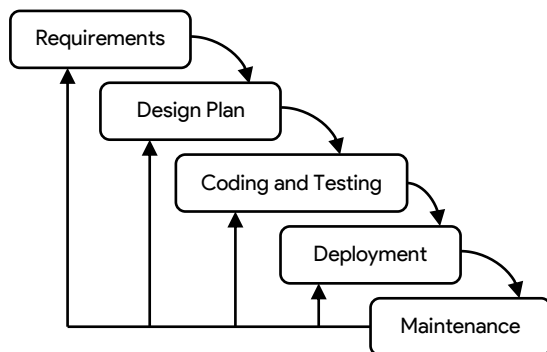 Requirements
Design Plan
Coding and Testing
Deployment
Maintenance